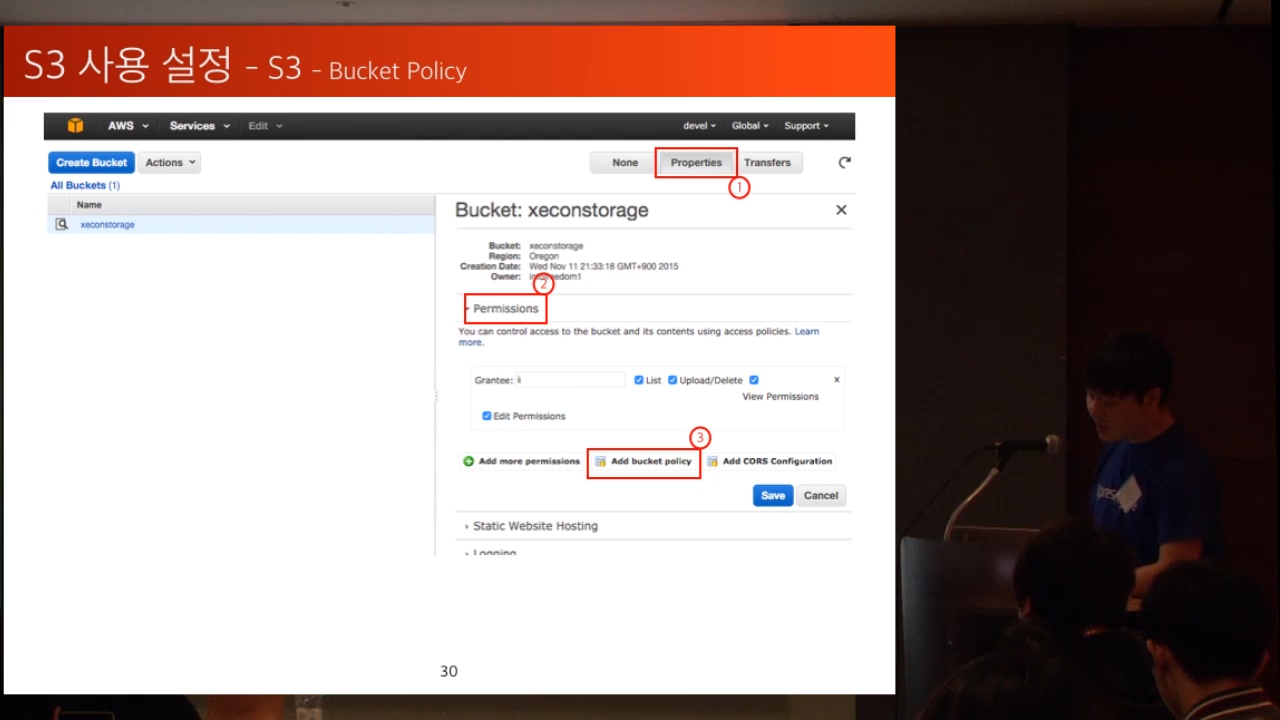 S3 사용 설정 – S3 – Bucket Policy
AWS Services Edit devel Global Support
Create Bucket Actions None Properties Transfers
1
All Buckets (1)
Name
xeconstorage
Bucket: xeconstorage
Bucket: xeconstorage
Region: Oregon
Creation Date: Wed Nov 11 21:33:18 GMT+900 2015
Owner:
2
Permissions
You can control access to the bucket and its contents using access policies. Learn
more.
Grantee: List Upload/Delete
View Permissions
Edit Permissions
3
Add more permissions Add bucket policy Add CORS Configuration
Save Cancel
Static Website Hosting
Logging
30